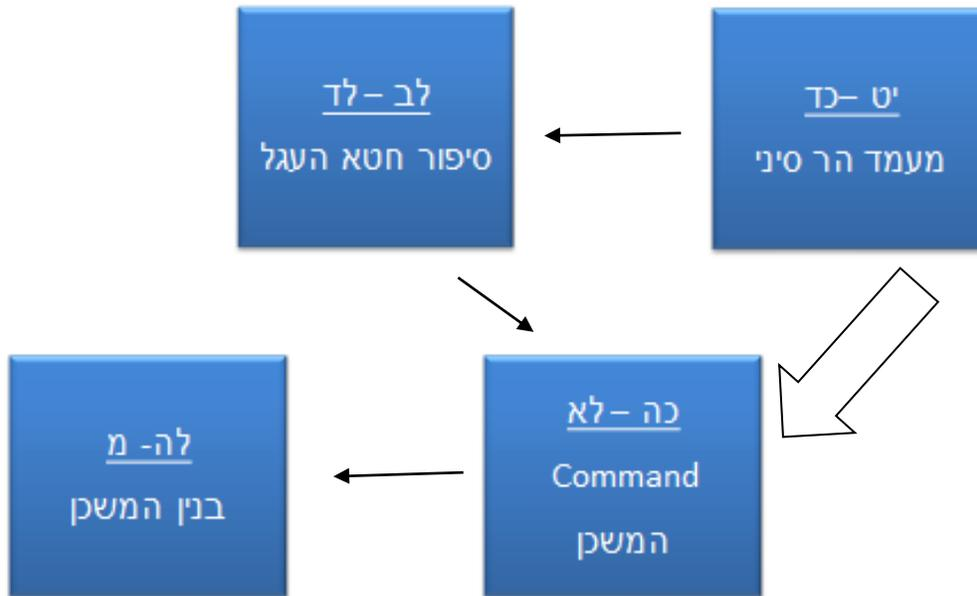 יט –כד
מעמד הר סיני
לב – לד
סיפור חטא העגל
כה – לא
Command
המשכן
לה- מ
בנין המשכן